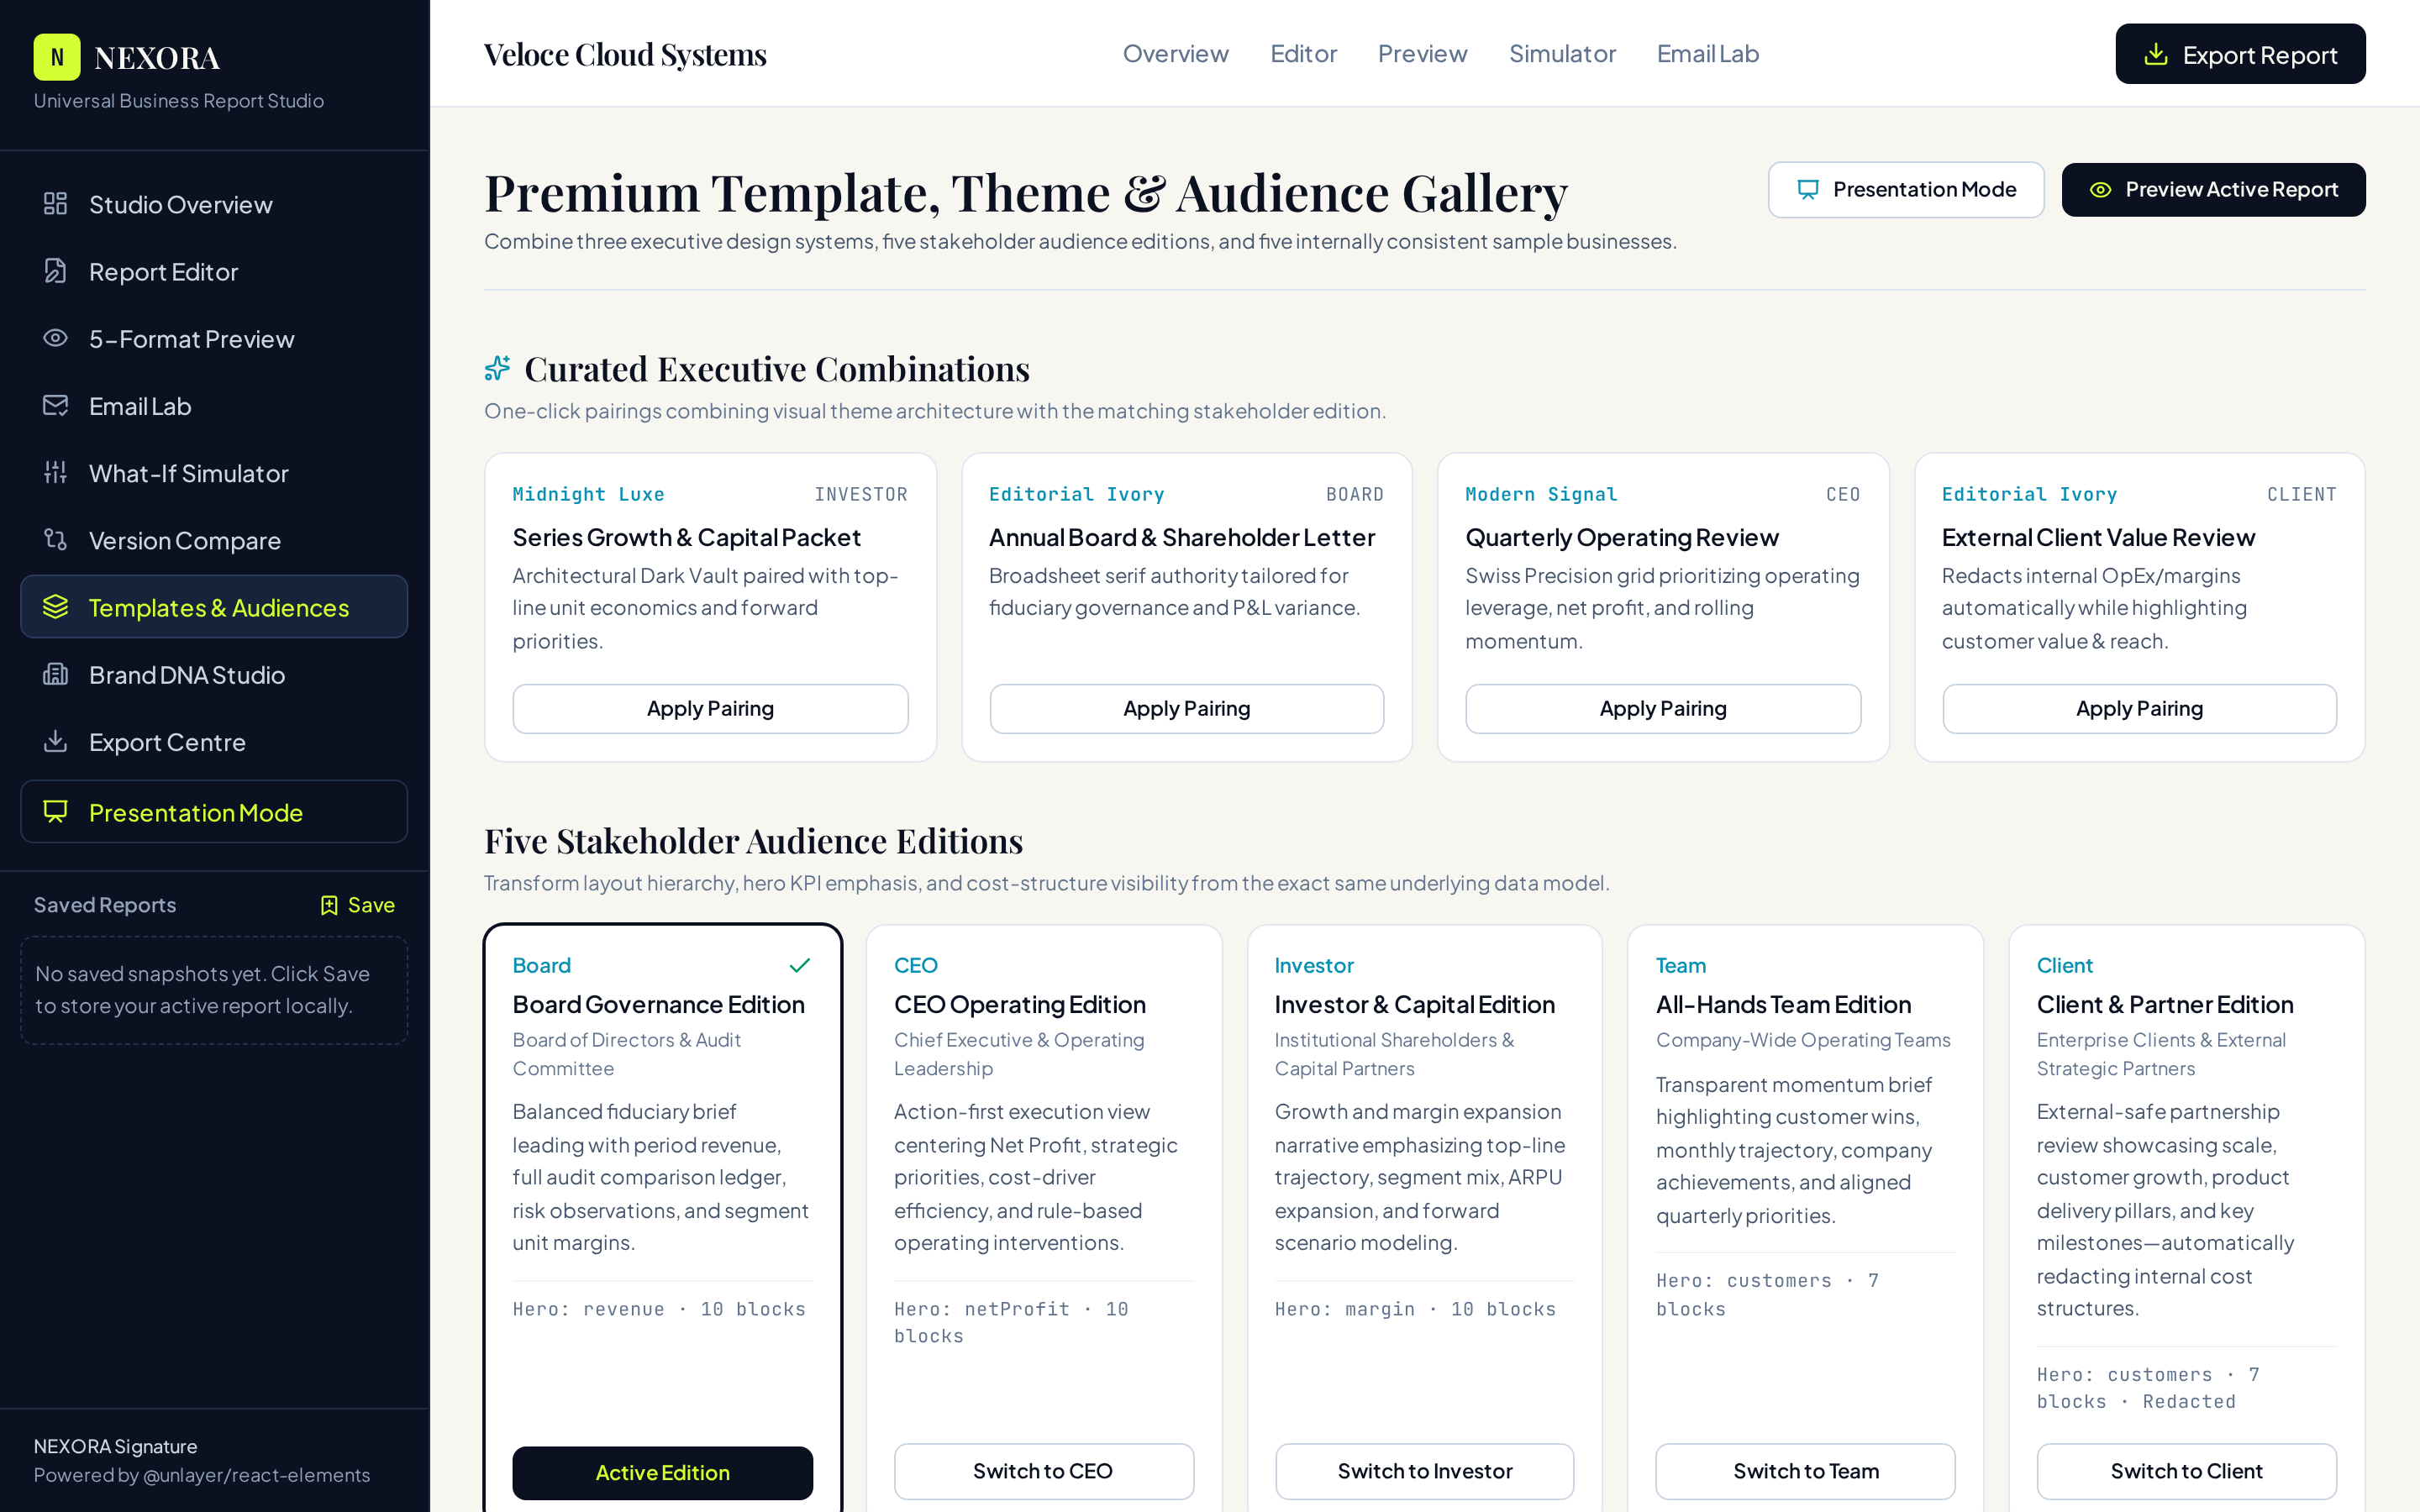 N NEXORA
Universal Business Report Studio
Studio Overview
Report Editor
5-Format Preview
Email Lab
What-If Simulator
Version Compare
Templates & Audiences
Brand DNA Studio
Export Centre
Presentation Mode
Saved Reports
Save
No saved snapshots yet. Click Save
to store your active report locally.
NEXORA Signature
Powered by @unlayer/react-elements
Veloce Cloud Systems
Overview
Editor
Preview
Simulator
Email Lab
Export Report
Premium Template, Theme & Audience Gallery
Combine three executive design systems, five stakeholder audience editions, and five internally consistent sample businesses.
Presentation Mode
Preview Active Report
Curated Executive Combinations
One-click pairings combining visual theme architecture with the matching stakeholder edition.
Midnight Luxe
INVESTOR
Series Growth & Capital Packet
Architectural Dark Vault paired with top-
line unit economics and forward
priorities.
Apply Pairing
Editorial Ivory
BOARD
Annual Board & Shareholder Letter
Broadsheet serif authority tailored for
fiduciary governance and P&L variance.
Apply Pairing
Modern Signal
CEO
Quarterly Operating Review
Swiss Precision grid prioritizing operating
leverage, net profit, and rolling
momentum.
Apply Pairing
Editorial Ivory
CLIENT
External Client Value Review
Redacts internal OpEx/margins
automatically while highlighting
customer value & reach.
Apply Pairing
Five Stakeholder Audience Editions
Transform layout hierarchy, hero KPI emphasis, and cost-structure visibility from the exact same underlying data model.
Board
Board Governance Edition
Board of Directors & Audit
Committee
Balanced fiduciary brief
leading with period revenue,
full audit comparison ledger,
risk observations, and segment
unit margins.
Hero: revenue · 10 blocks
Active Edition
CEO
CEO Operating Edition
Chief Executive & Operating
Leadership
Action-first execution view
centering Net Profit, strategic
priorities, cost-driver
efficiency, and rule-based
operating interventions.
Hero: netProfit · 10
blocks
Switch to CEO
Investor
Investor & Capital Edition
Institutional Shareholders &
Capital Partners
Growth and margin expansion
narrative emphasizing top-line
trajectory, segment mix, ARPU
expansion, and forward
scenario modeling.
Hero: margin · 10 blocks
Switch to Investor
Team
All-Hands Team Edition
Company-Wide Operating Teams
Transparent momentum brief
highlighting customer wins,
monthly trajectory, company
achievements, and aligned
quarterly priorities.
Hero: customers · 7
blocks
Switch to Team
Client
Client & Partner Edition
Enterprise Clients & External
Strategic Partners
External-safe partnership
review showcasing scale,
customer growth, product
delivery pillars, and key
milestones—automatically
redacting internal cost
structures.
Hero: customers · 7
blocks · Redacted
Switch to Client